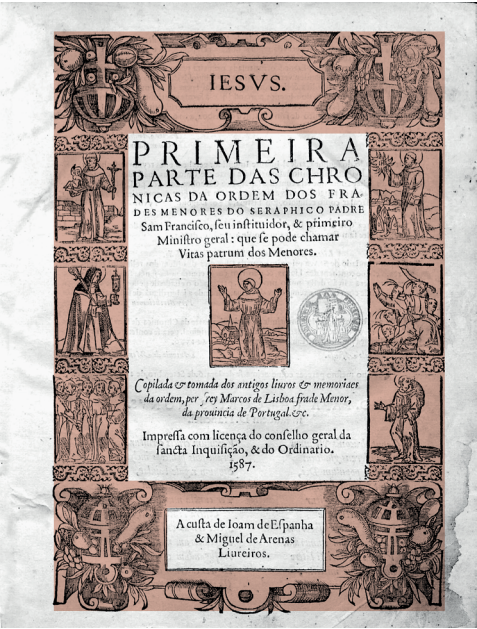 IESVS.
PRIMEIRA
PARTE DAS CHRO
NICAS DA ORDEM DOS FRA-
DES MENORES DO SERAPHICO PADRE
Sam Franciſco, ſeu inſtituidor, & primeiro
Miniſtro geral: que ſe pode chamar
Vitas patrum dos Menores.
Copilada & tomada dos antigos liuros & memoriaes
da ordem, per frey Marcos de Lisboa frade Menor,
da prouincia de Portugal. &c.
Impreſſa com licença do conſelho geral da
ſancta Inquiſição, & do Ordinario.
1587.
A cuſta de Ioam de Eſpanha
& Miguel de Arenas
Liureiros.